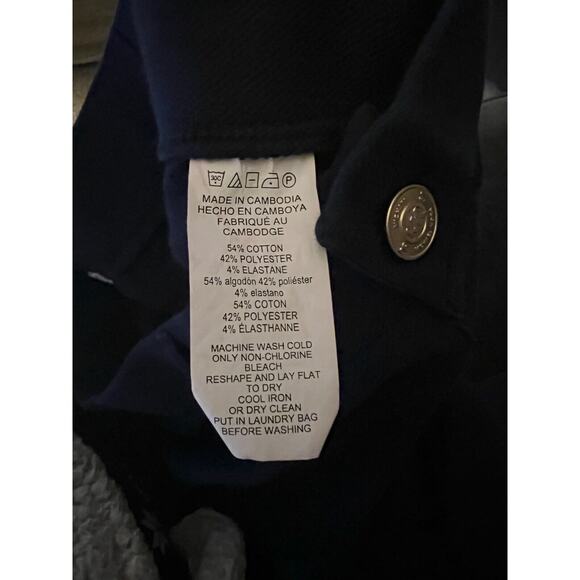 30C P
MADE IN CAMBODIA
HECHO EN CAMBOYA
FABRIQUÉ AU
CAMBODGE
54% COTTON
42% POLYESTER
4% ELASTANE
54% algodón 42% poliéster
4% elastano
54% COTON
42% POLYESTER
4% ÉLASTHANNE
MACHINE WASH COLD
ONLY NON-CHLORINE
BLEACH
RESHAPE AND LAY FLAT
TO DRY
COOL IRON
OR DRY CLEAN
PUT IN LAUNDRY BAG
BEFORE WASHING